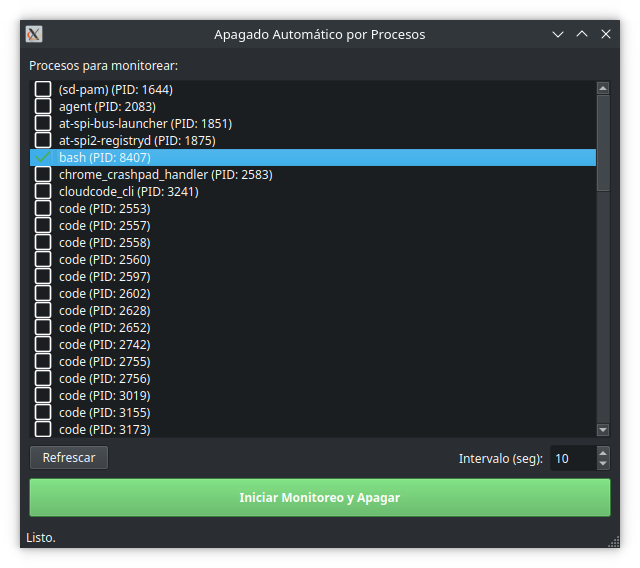 Apagado Automático por Procesos
Procesos para monitorear:
(sd-pam) (PID: 1644)
agent (PID: 2083)
at-spi-bus-launcher (PID: 1851)
at-spi2-registryd (PID: 1875)
bash (PID: 8407)
chrome_crashpad_handler (PID: 2583)
cloudcode_cli (PID: 3241)
code (PID: 2553)
code (PID: 2557)
code (PID: 2558)
code (PID: 2560)
code (PID: 2597)
code (PID: 2602)
code (PID: 2628)
code (PID: 2652)
code (PID: 2742)
code (PID: 2755)
code (PID: 2756)
code (PID: 3019)
code (PID: 3155)
code (PID: 3173)
Refrescar
Intervalo (seg): 10
Iniciar Monitoreo y Apagar
Listo.